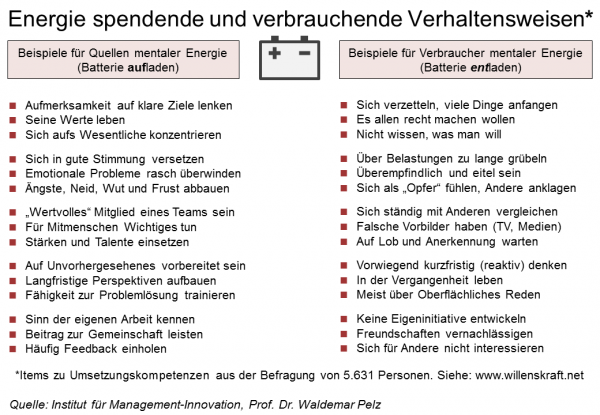 Energie spendende und verbrauchende Verhaltensweisen*
Beispiele für Quellen mentaler Energie
(Batterie aufladen)
Aufmerksamkeit auf klare Ziele lenken
Seine Werte leben
Sich aufs Wesentliche konzentrieren
Sich in gute Stimmung versetzen
Emotionale Probleme rasch überwinden
Ängste, Neid, Wut und Frust abbauen
„Wertvolles“ Mitglied eines Teams sein
Für Mitmenschen Wichtiges tun
Stärken und Talente einsetzen
Auf Unvorhergesehenes vorbereitet sein
Langfristige Perspektiven aufbauen
Fähigkeit zur Problemlösung trainieren
Sinn der eigenen Arbeit kennen
Beitrag zur Gemeinschaft leisten
Häufig Feedback einholen
Beispiele für Verbraucher mentaler Energie
(Batterie entladen)
Sich verzetteln, viele Dinge anfangen
Es allen recht machen wollen
Nicht wissen, was man will
Über Belastungen zu lange grübeln
Überempfindlich und eitel sein
Sich als „Opfer“ fühlen, Andere anklagen
Sich ständig mit Anderen vergleichen
Falsche Vorbilder haben (TV, Medien)
Auf Lob und Anerkennung warten
Vorwiegend kurzfristig (reaktiv) denken
In der Vergangenheit leben
Meist über Oberflächliches Reden
Keine Eigeninitiative entwickeln
Freundschaften vernachlässigen
Sich für Andere nicht interessieren
*Items zu Umsetzungskompetenzen aus der Befragung von 5.631 Personen. Siehe: www.willenskraft.net
Quelle: Institut für Management-Innovation, Prof. Dr. Waldemar Pelz